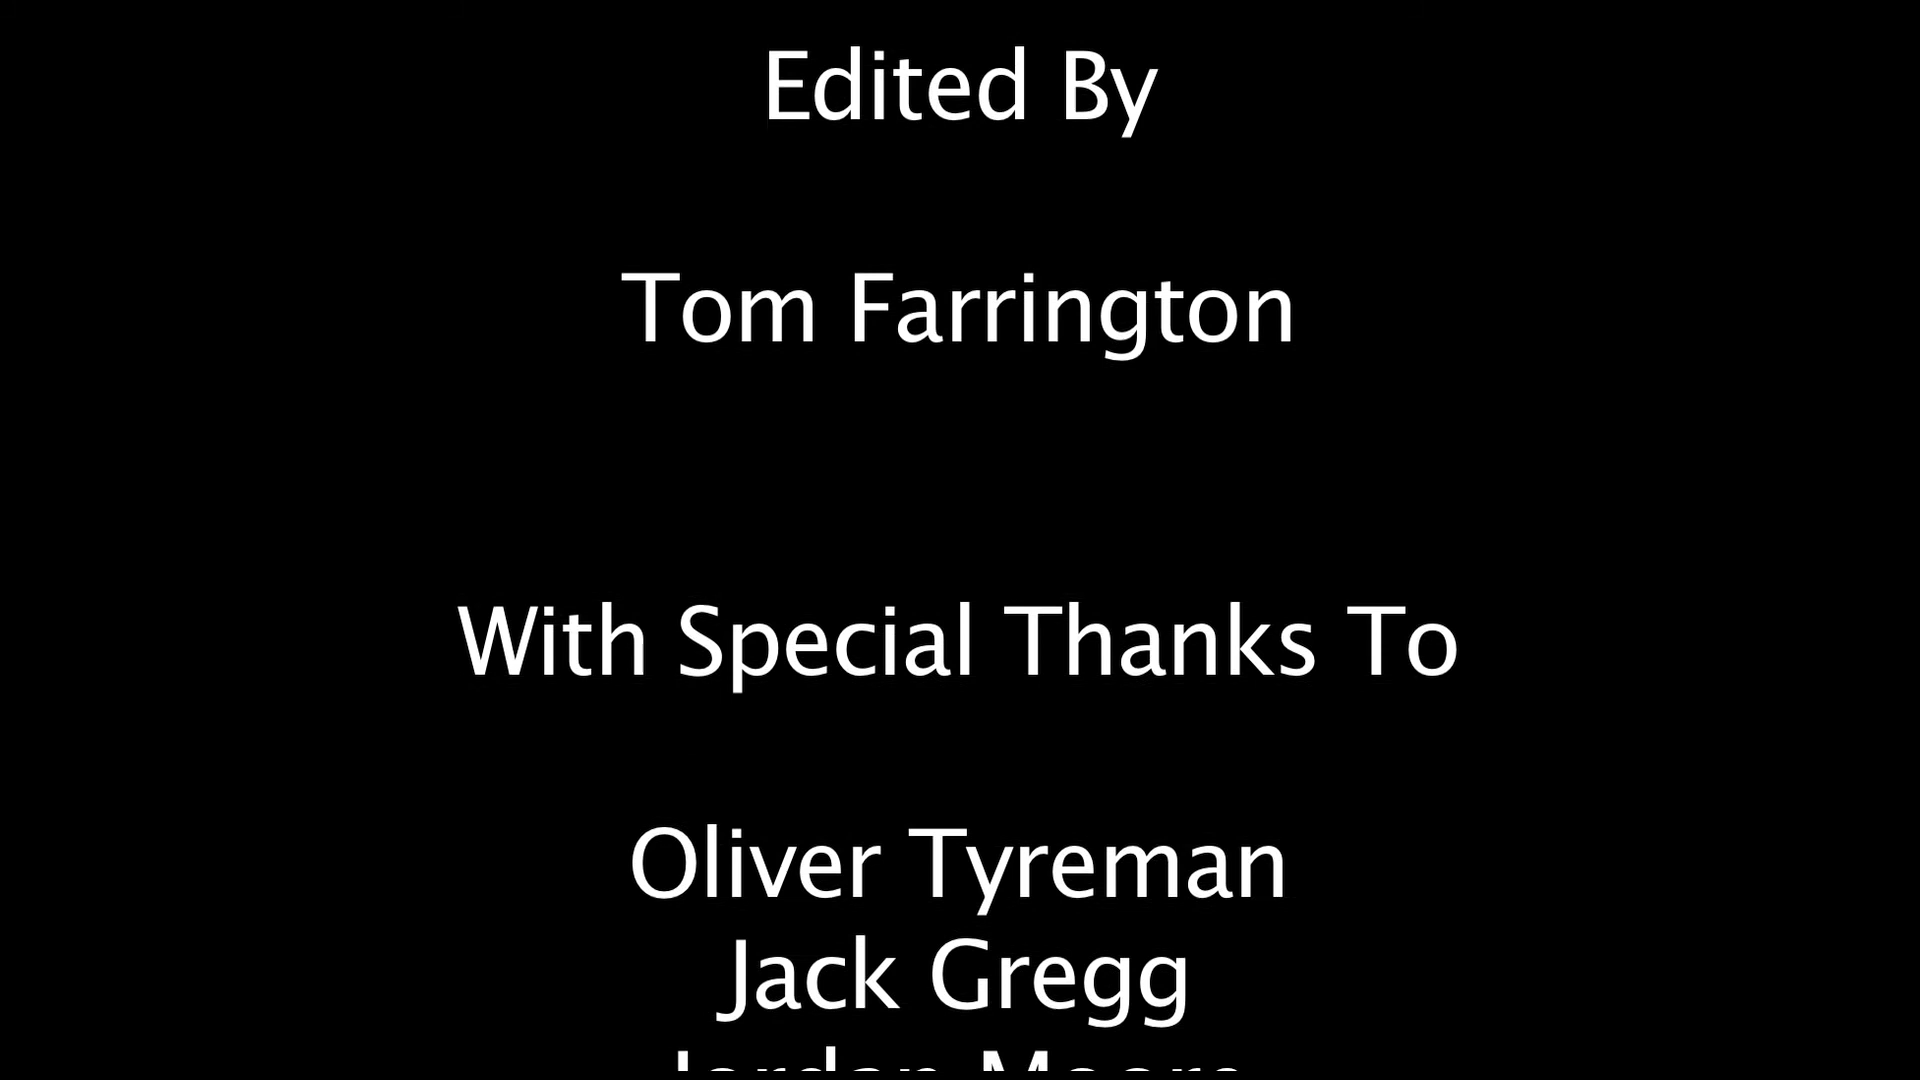 Edited By
Tom Farrington
With Special Thanks To
Oliver Tyreman
Jack Gregg